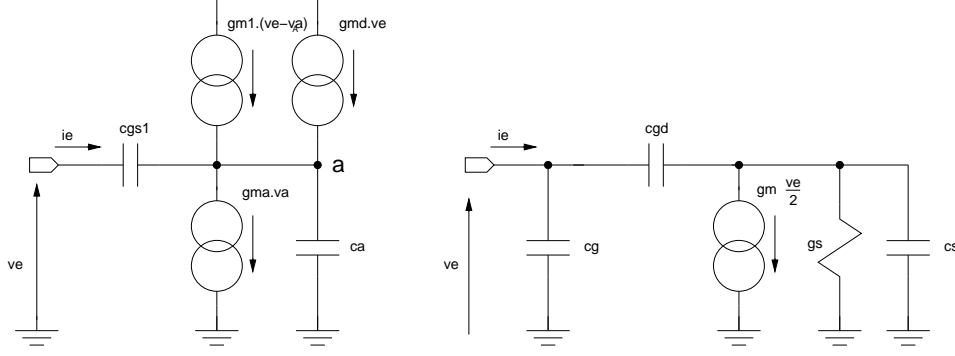 gm1.(ve−vA)
gmd.ve
ie
cgs1
a
gma.va
ca
ve
ie
cgd
gm ve
2
gs
cg
cs
ve